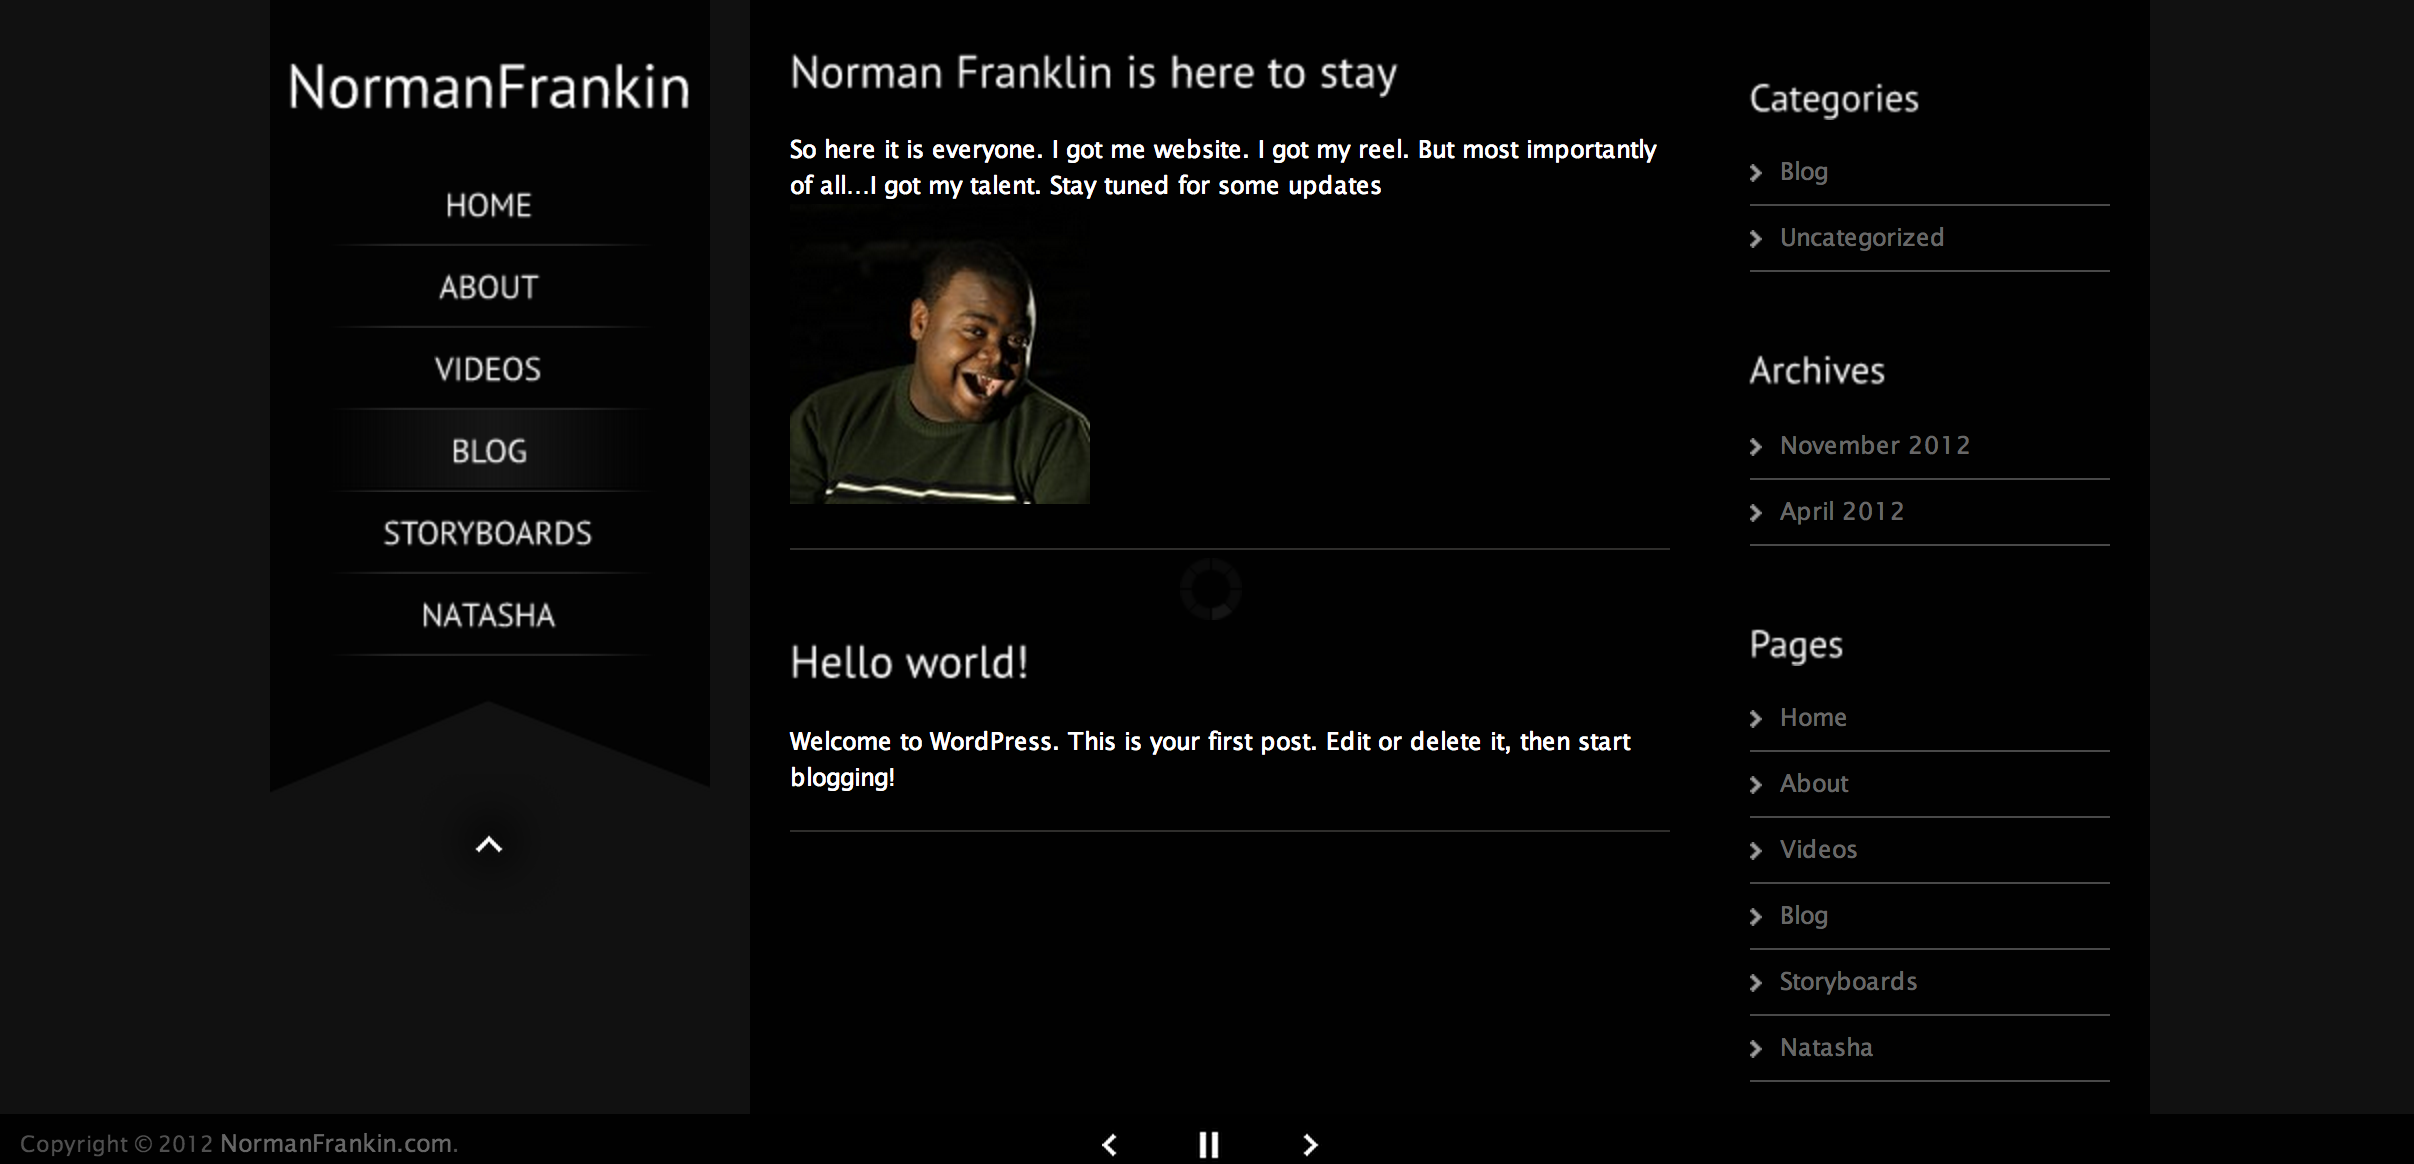 NormanFrankin
HOME
ABOUT
VIDEOS
BLOG
STORYBOARDS
NATASHA
Norman Franklin is here to stay
So here it is everyone. I got me website. I got my reel. But most importantly
of all...I got my talent. Stay tuned for some updates
Hello world!
Welcome to WordPress. This is your first post. Edit or delete it, then start
blogging!
Categories
Blog
Uncategorized
Archives
November 2012
April 2012
Pages
Home
About
Videos
Blog
Storyboards
Natasha
Copyright © 2012 NormanFrankin.com.